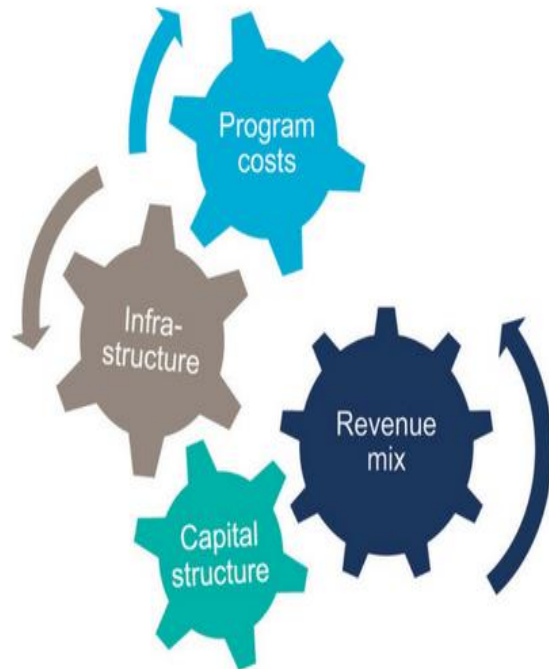 Program
costs
Infra-
structure
Revenue
mix
Capital
structure